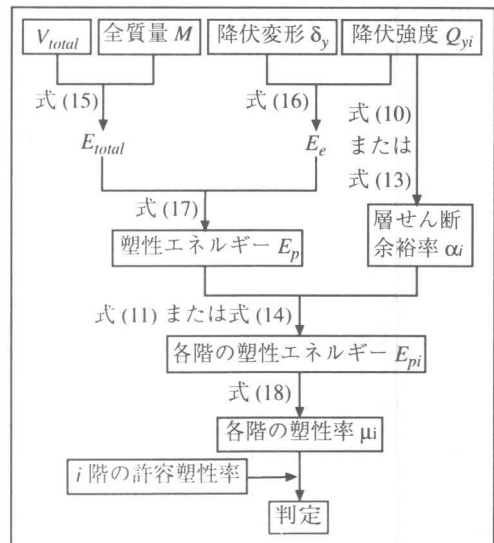 V_total 全質量 M 降伏変形 δy 降伏強度 Q_yi
式 (15) 式 (16) 式 (10)
または
式 (13)
E_total E_e
式 (17)
塑性エネルギー E_p
層せん断
余裕率 αi
式 (11) または式 (14)
各階の塑性エネルギー E_pi
式 (18)
各階の塑性率 μi
i 階の許容塑性率
判定